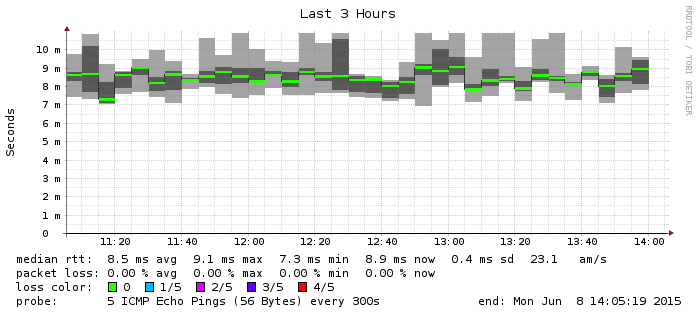 Last 3 Hours
RRDTOOL / TOBI OETIKER
Seconds
10 m
9 m
8 m
7 m
6 m
5 m
4 m
3 m
2 m
1 m
0
11:20 11:40 12:00 12:20 12:40 13:00 13:20 13:40 14:00
median rtt: 8.5 ms avg 9.1 ms max 7.3 ms min 8.9 ms now 0.4 ms sd 23.1 am/s
packet loss: 0.00 % avg 0.00 % max 0.00 % min 0.00 % now
loss color: 0 1/5 2/5 3/5 4/5
probe: 5 ICMP Echo Pings (56 Bytes) every 300s end: Mon Jun 8 14:05:19 2015